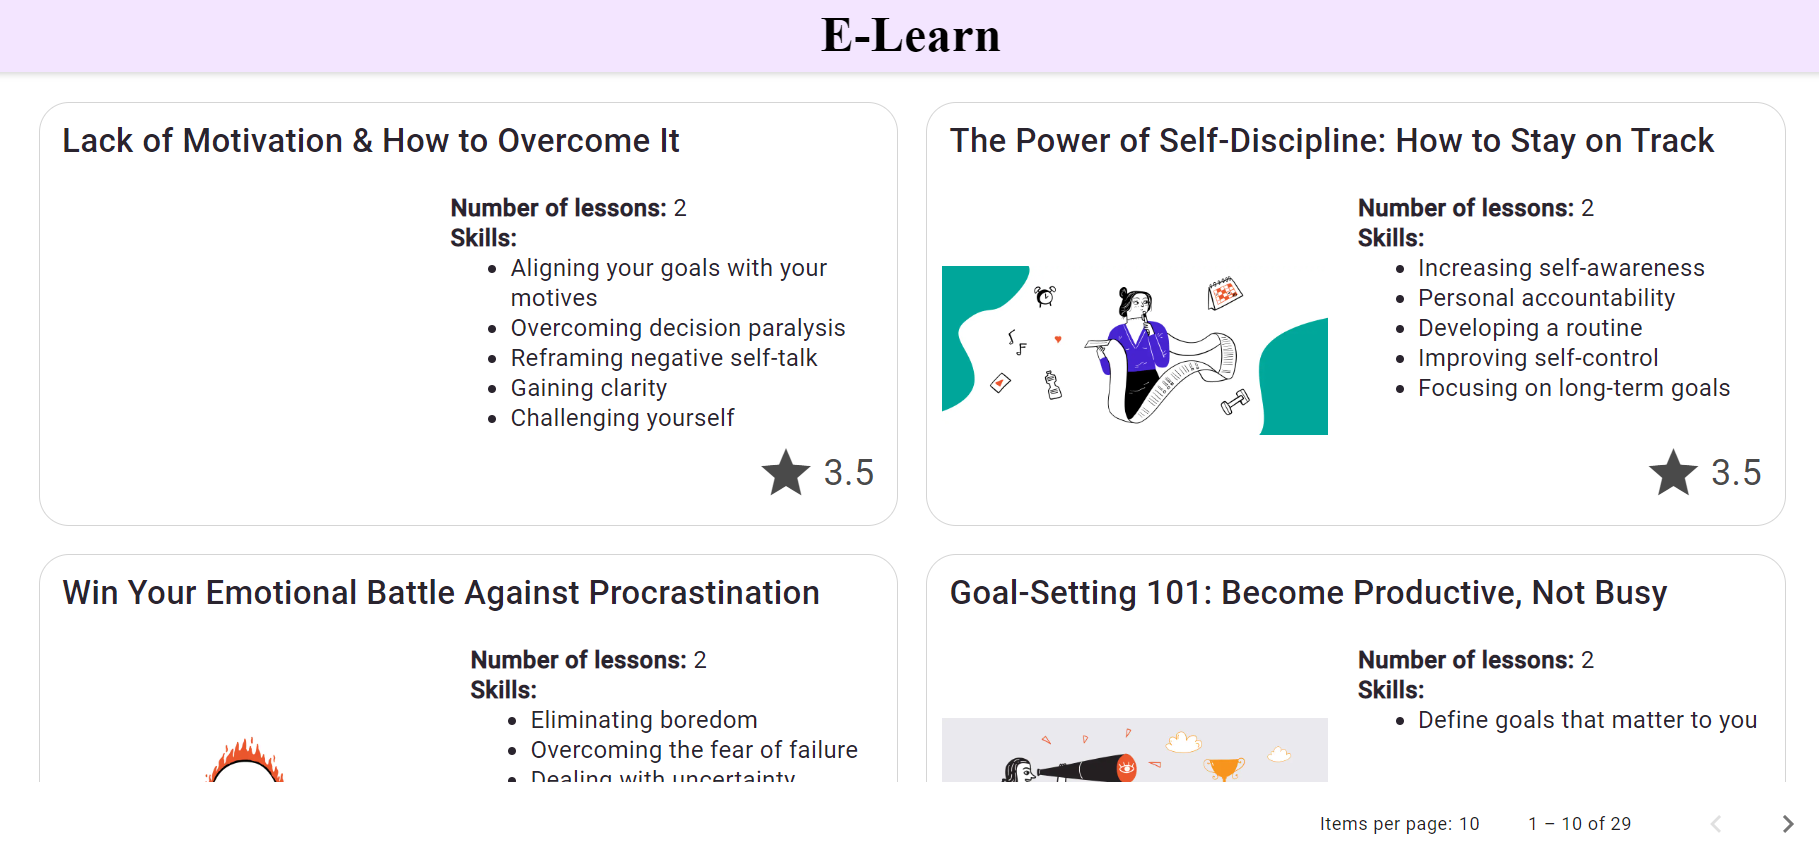 E-Learn
Lack of Motivation & How to Overcome It
Number of lessons: 2
Skills:
Aligning your goals with your
motives
Overcoming decision paralysis
Reframing negative self-talk
Gaining clarity
Challenging yourself
3.5
The Power of Self-Discipline: How to Stay on Track
Number of lessons: 2
Skills:
Increasing self-awareness
Personal accountability
Developing a routine
Improving self-control
Focusing on long-term goals
3.5
Win Your Emotional Battle Against Procrastination
Number of lessons: 2
Skills:
Eliminating boredom
Overcoming the fear of failure
Dealing with uncertainty
Goal-Setting 101: Become Productive, Not Busy
Number of lessons: 2
Skills:
Define goals that matter to you
Items per page: 10 1 – 10 of 29